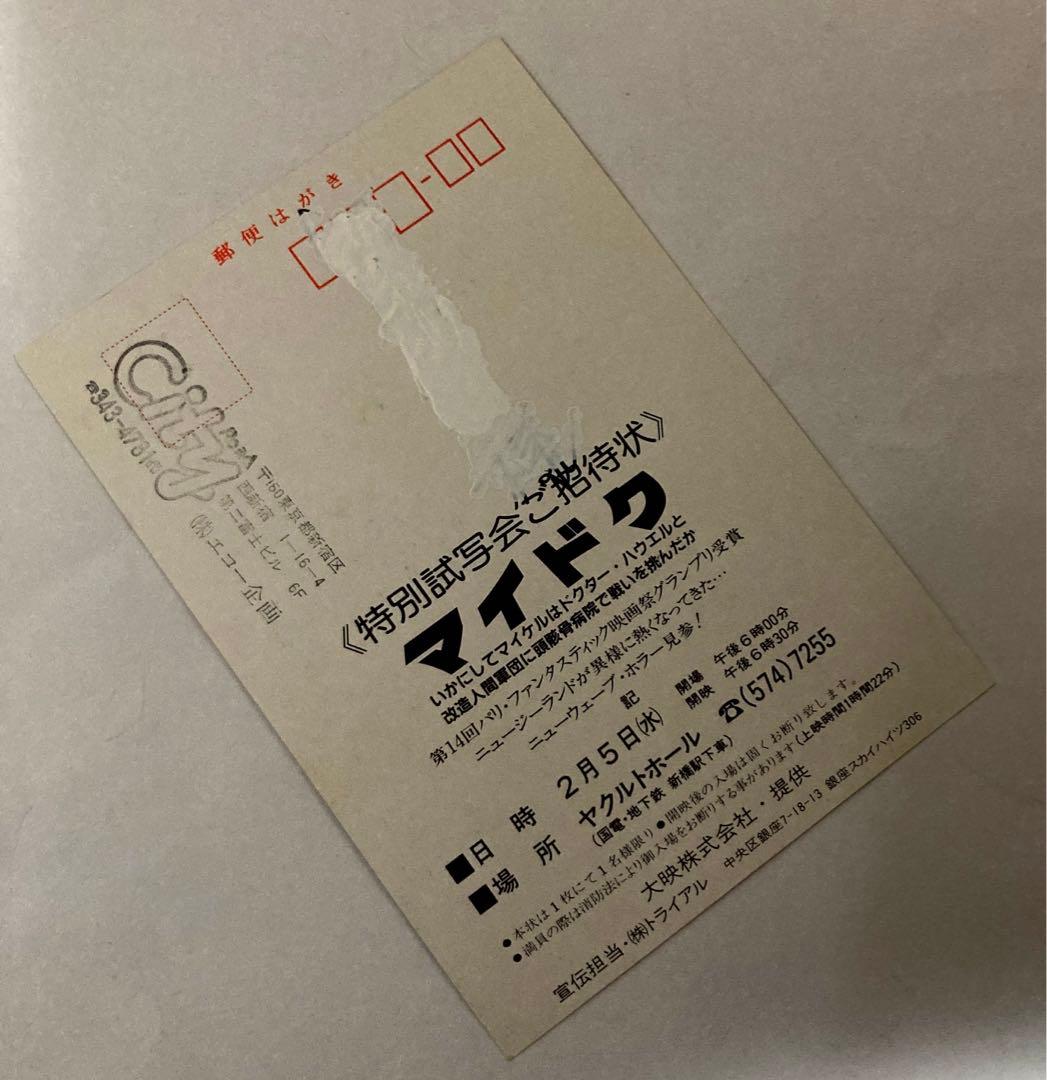 郵便はがき
City
Road
☎343-4731㈹
〒160東京都新宿区
西新宿 1-16-4
第二富士ビル 6F
(株)エコー企画
《特別試写会ご招待状》
マイドク
いかにしてマイケルはドクター・ハウエルと
改造人間軍団に頭骸骨病院で戦いを挑んだか
第14回パリ・ファンタスティック映画祭グランプリ受賞
ニュージーランドが異様に熱くなってきた…
ニューウェーブ・ホラー見参!
記
■日 時 2月5日(水) 開場 午後6時00分
開映 午後6時30分
■場 所 ヤクルトホール ☎(574)7255
(国電・地下鉄 新橋駅下車)
●本状は1枚にて1名様限り●開映後の入場は固くお断り致します。
●満員の際は消防法により御入場をお断りする事があります(上映時間1時間22分)
大映株式会社・提供
宣伝担当・(株)トライアル 中央区銀座7-18-13 銀座スカイハイツ306